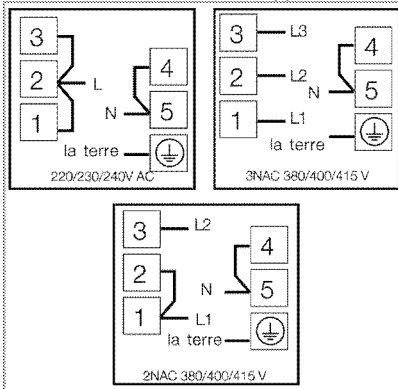 3
2 L
1
4
N 5
la terre
220/230/240V AC
3 L3
2 L2
1 L1
4
N 5
la terre
3NAC 380/400/415 V
3 L2
2
1 L1
4
N 5
la terre
2NAC 380/400/415 V